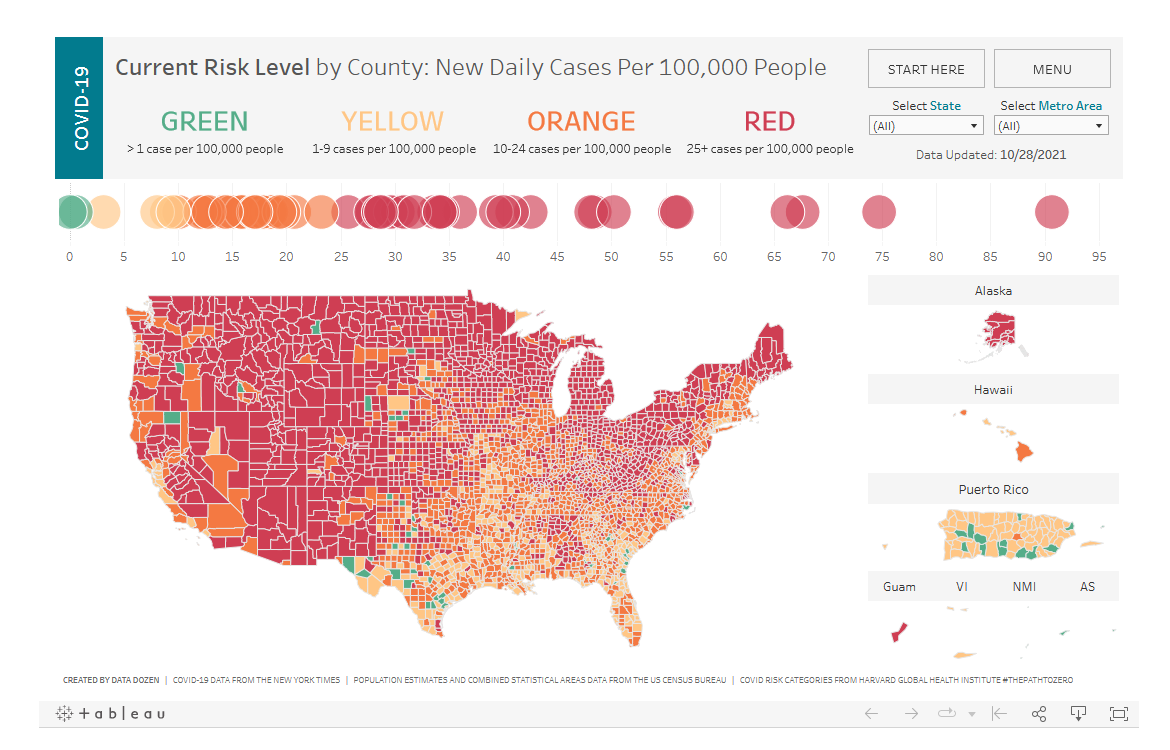 COVID-19
Current Risk Level by County: New Daily Cases Per 100,000 People
START HERE
MENU
GREEN
> 1 case per 100,000 people
YELLOW
1-9 cases per 100,000 people
ORANGE
10-24 cases per 100,000 people
RED
25+ cases per 100,000 people
Select State
(All)
Select Metro Area
(All)
Data Updated: 10/28/2021
0 5 10 15 20 25 30 35 40 45 50 55 60 65 70 75 80 85 90 95
Alaska
Hawaii
Puerto Rico
Guam VI NMI AS
CREATED BY DATA DOZEN | COVID-19 DATA FROM THE NEW YORK TIMES | POPULATION ESTIMATES AND COMBINED STATISTICAL AREAS DATA FROM THE US CENSUS BUREAU | COVID RISK CATEGORIES FROM HARVARD GLOBAL HEALTH INSTITUTE #THEPATHTOZERO
+ableau